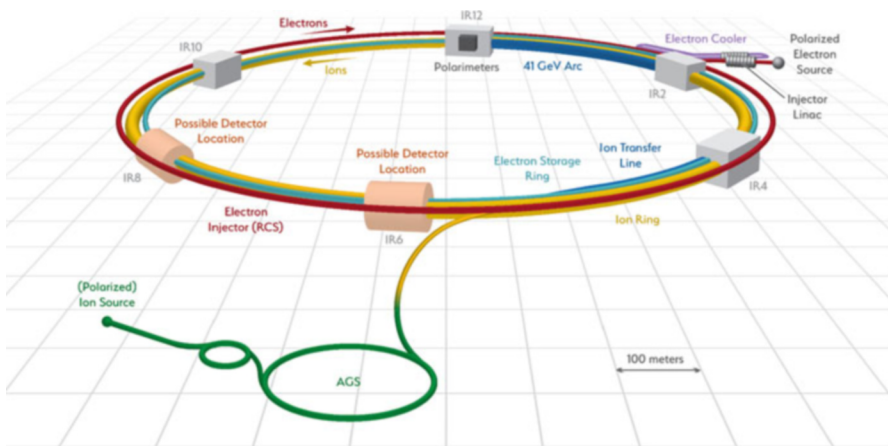 IR12
Electrons
IR10
Ions
Polarimeters
41 GeV Arc
Electron Cooler
Polarized
Electron
Source
IR2
Injector
Linac
Possible Detector
Location
Possible Detector
Location
Electron Storage
Ring
Ion Transfer
Line
IR8
IR4
Electron
Injector (RCS)
IR6
Ion Ring
(Polarized)
Ion Source
AGS
100 meters